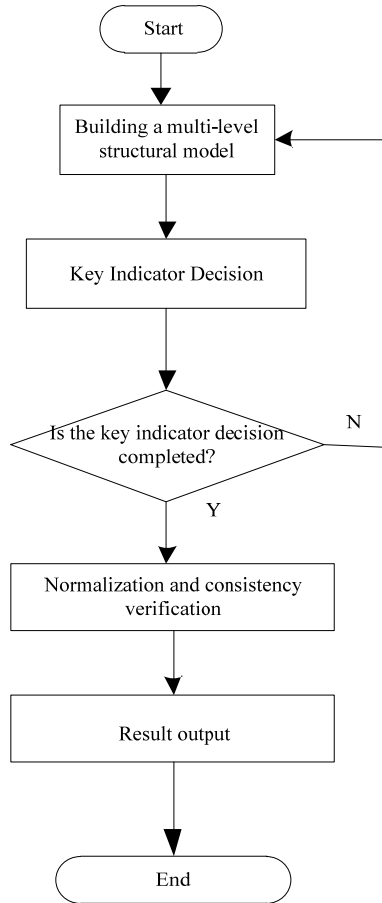 Start
Building a multi-level
structural model
Key Indicator Decision
Is the key indicator decision
completed?
N
Y
Normalization and consistency
verification
Result output
End